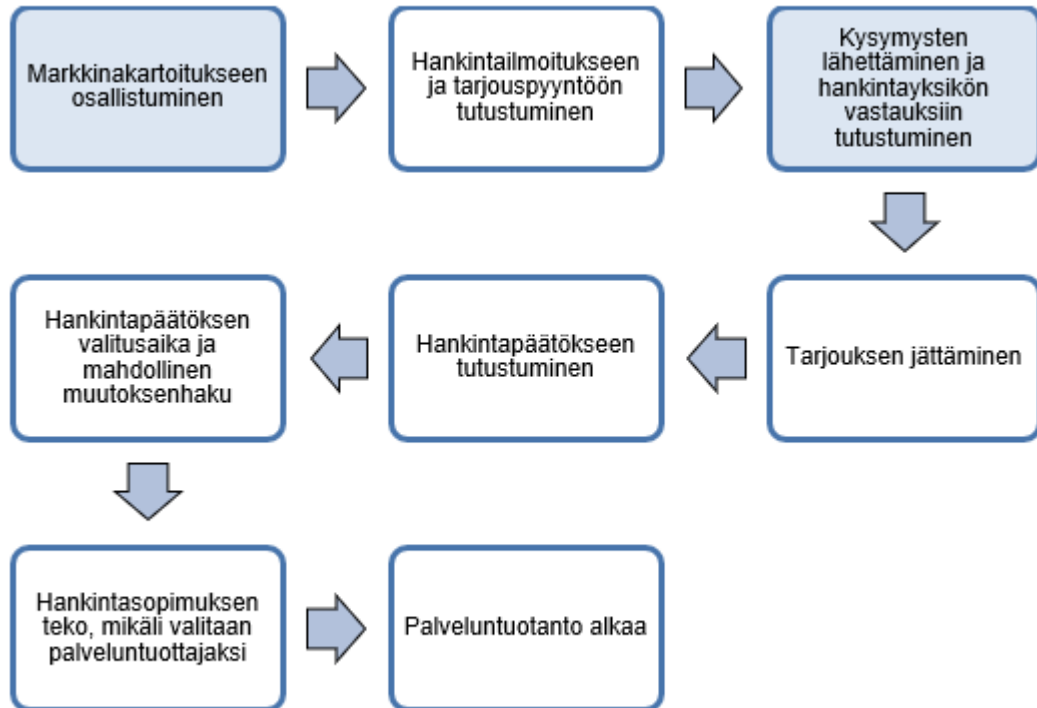 Markkinakartoitukseen
osallistuminen
Hankintailmoitukseen
ja tarjouspyyntöön
tutustuminen
Kysymysten
lähettäminen ja
hankintayksikön
vastauksiin
tutustuminen
Tarjouksen jättäminen
Hankintapäätökseen
tutustuminen
Hankintapäätöksen
valitusaika ja
mahdollinen
muutoksenhaku
Hankintasopimuksen
teko, mikäli valitaan
palveluntuottajaksi
Palveluntuotanto alkaa